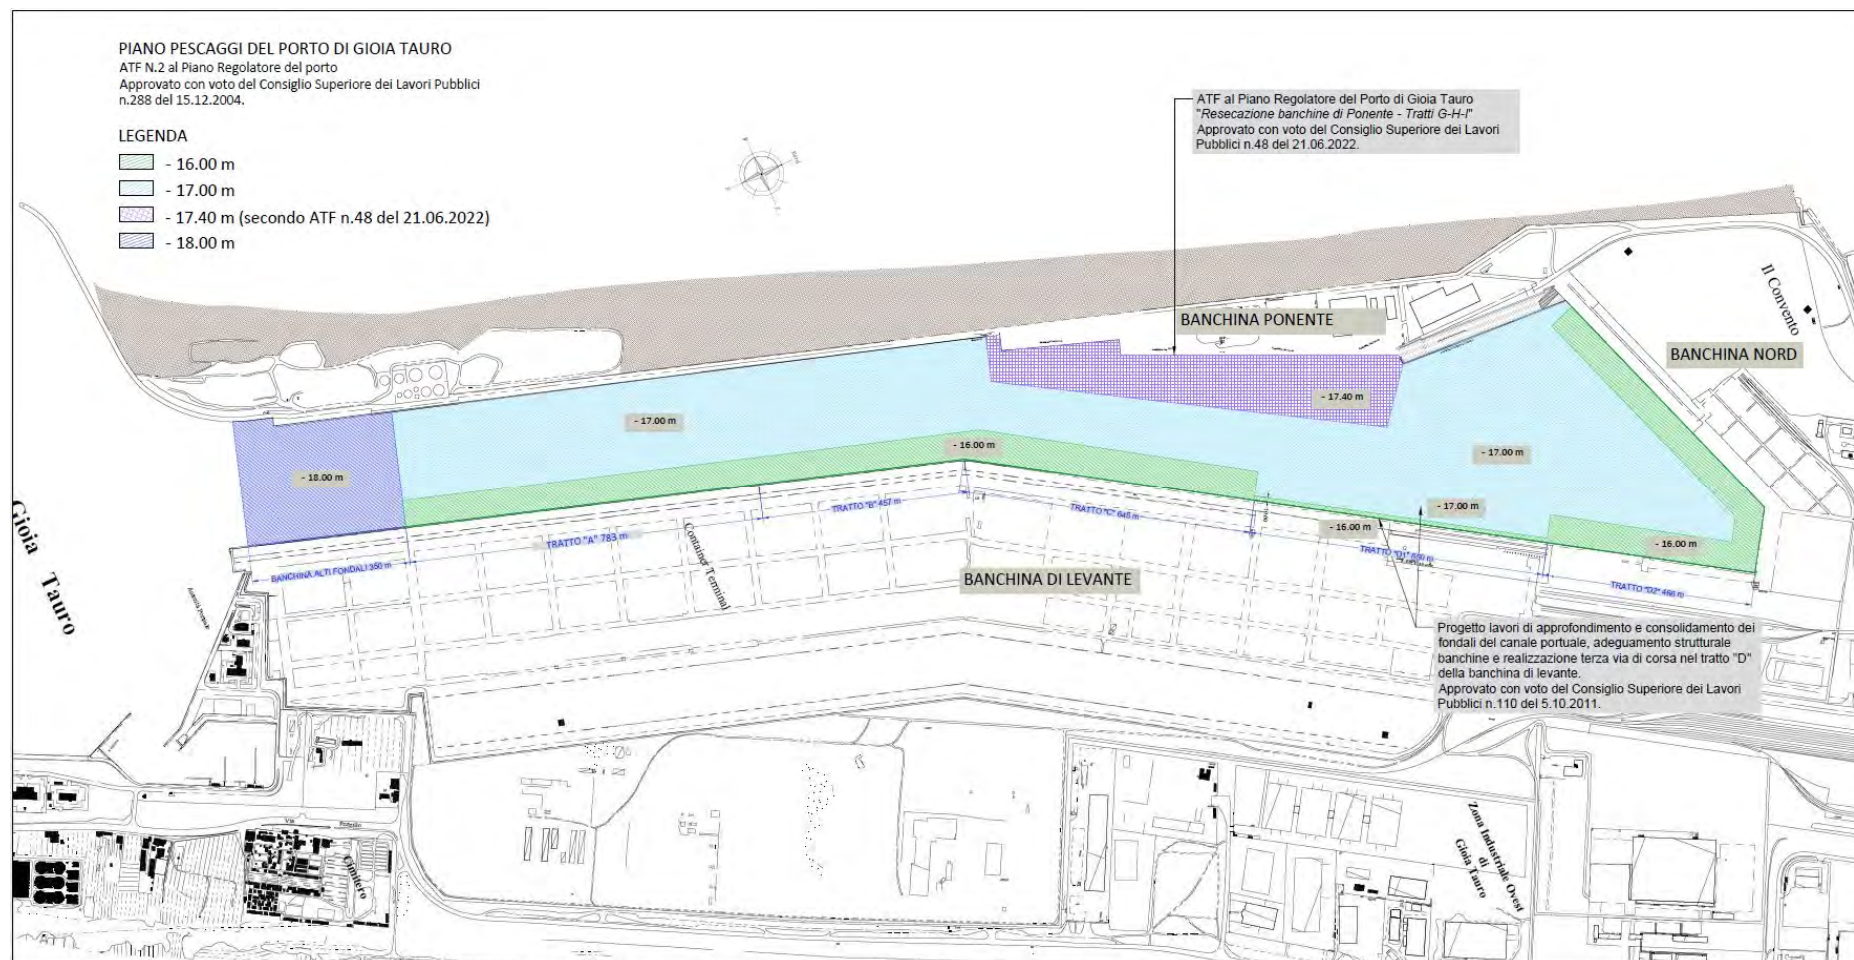 PIANO PESCAGGI DEL PORTO DI GIOIA TAURO
ATF N.2 al Piano Regolatore del porto
Approvato con voto del Consiglio Superiore dei Lavori Pubblici
n.288 del 15.12.2004.
LEGENDA
- 16.00 m
- 17.00 m
- 17.40 m (secondo ATF n.48 del 21.06.2022)
- 18.00 m
ATF al Piano Regolatore del Porto di Gioia Tauro
"Resecazione banchine di Ponente - Tratti G-H-I"
Approvato con voto del Consiglio Superiore dei Lavori
Pubblici n.48 del 21.06.2022.
Nord
Il Convento
BANCHINA PONENTE
BANCHINA NORD
- 17.40 m
- 17.00 m
- 16.00 m
- 17.00 m
- 18.00 m
- 17.00 m
- 16.00 m
- 16.00 m
BANCHINA ALTI FONDALI 350 m
TRATTO "A" 783 m
TRATTO "B" 457 m
TRATTO "C" 645 m
TRATTO "D1"
TRATTO "D2"
Gioia Tauro
Container Terminal
BANCHINA DI LEVANTE
Progetto lavori di approfondimento e consolidamento dei
fondali del canale portuale, adeguamento strutturale
banchine e realizzazione terza via di corsa nel tratto "D"
della banchina di levante.
Approvato con voto del Consiglio Superiore dei Lavori
Pubblici n.110 del 5.10.2011.
Via
Cimitero
Zona Industriale Ovest
di
Gioia Tauro